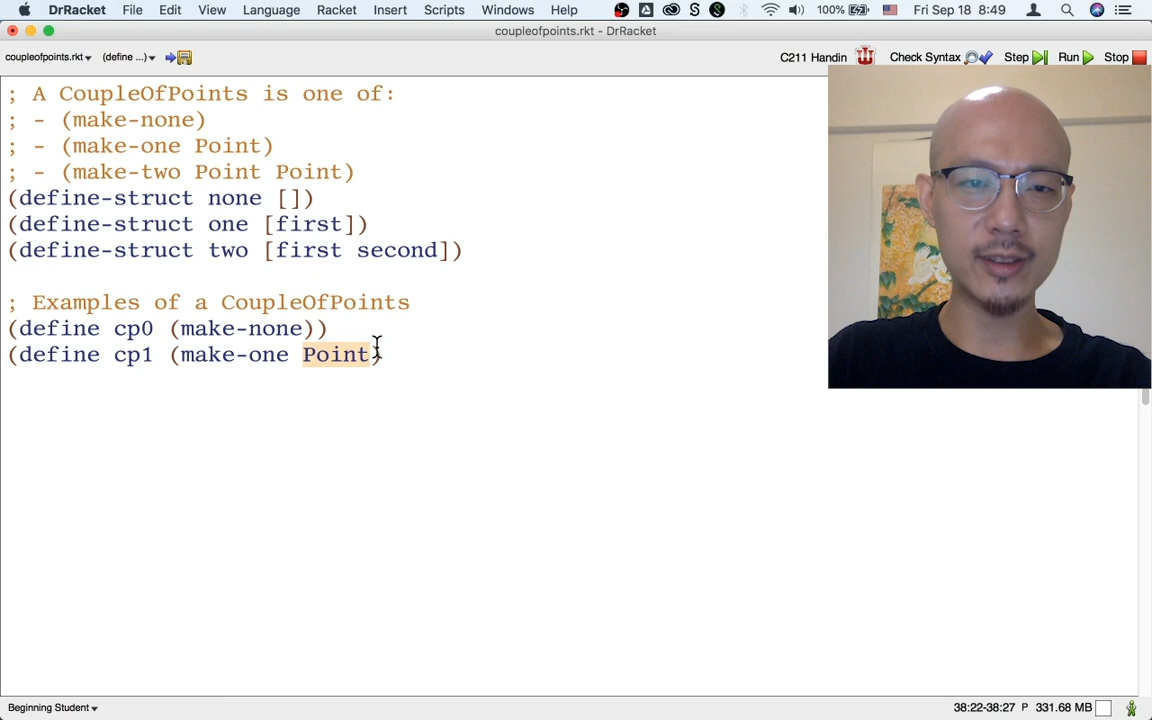 DrRacket File Edit View Language Racket Insert Scripts Windows Help 100% Fri Sep 18 8:49
coupleofpoints.rkt - DrRacket
coupleofpoints.rkt (define ...) C211 Handin Check Syntax Step Run Stop
; A CoupleOfPoints is one of:
; - (make-none)
; - (make-one Point)
; - (make-two Point Point)
(define-struct none [])
(define-struct one [first])
(define-struct two [first second])
; Examples of a CoupleOfPoints
(define cp0 (make-none))
(define cp1 (make-one Point)
Beginning Student 38:22-38:27 P 331.68 MB